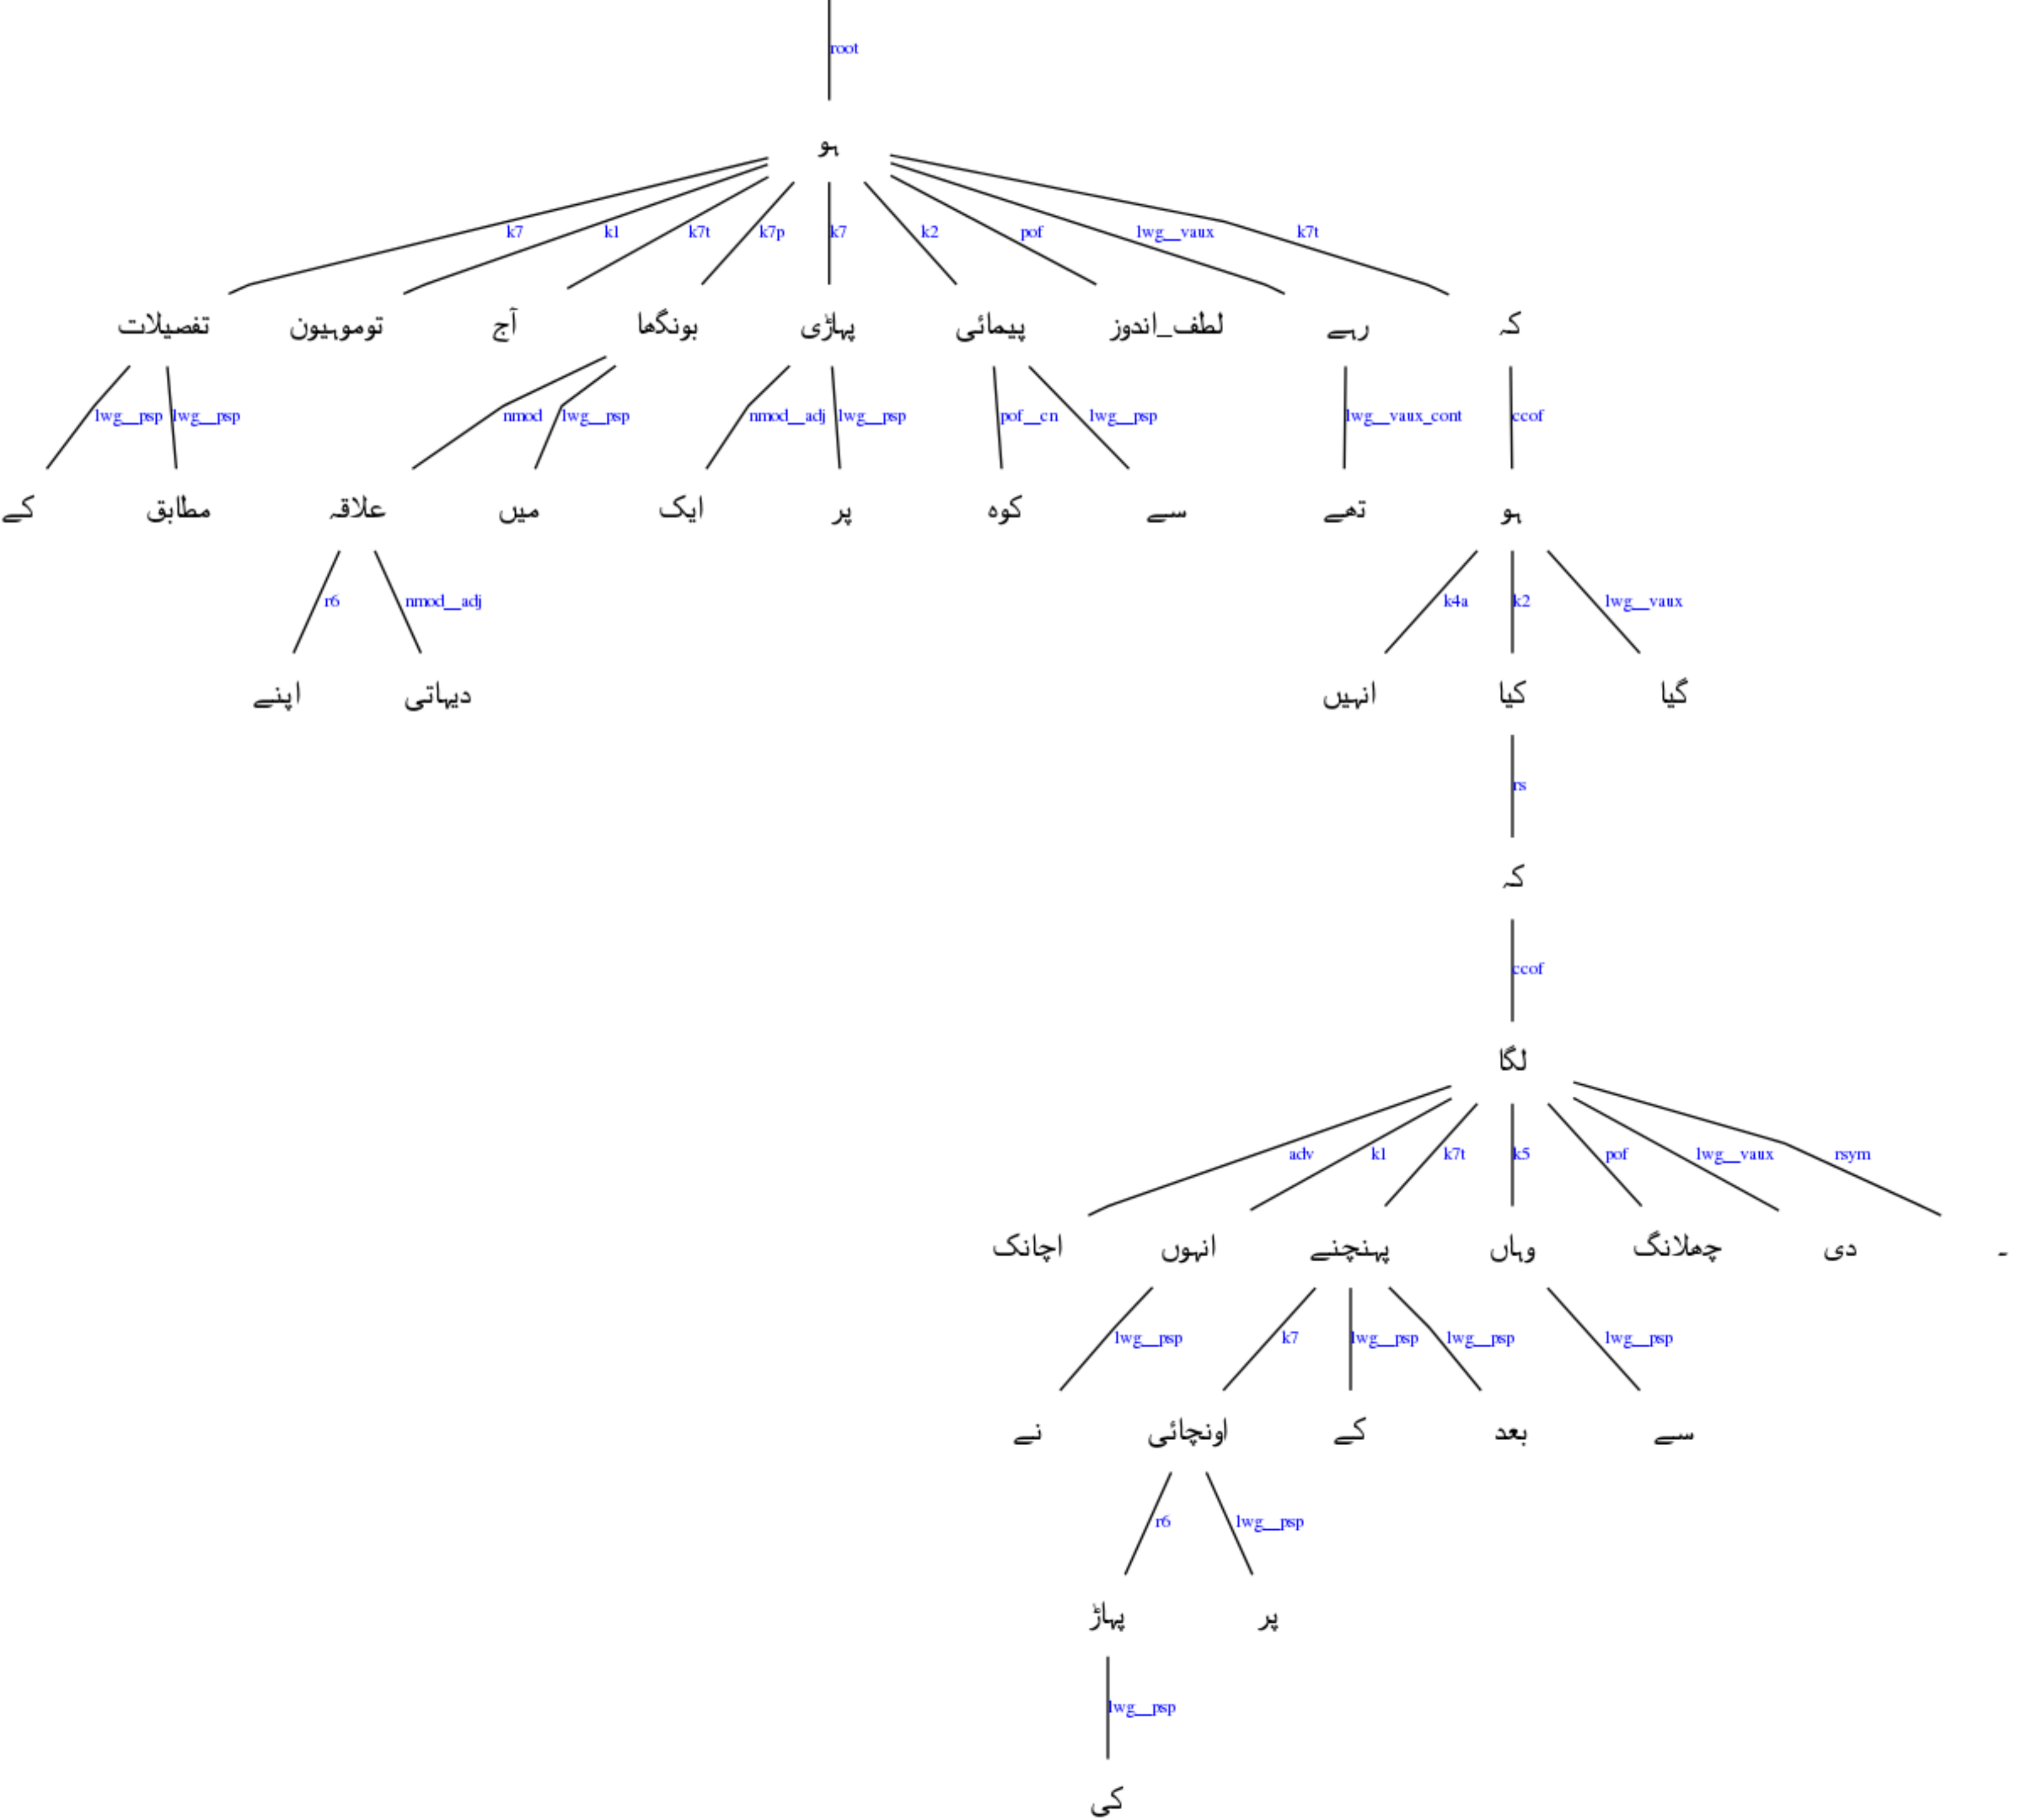 root
ہو
k7 k1 k7t k7p k7 k2 pof lwg__vaux k7t
تفصیلات توموہیون آج بونگھا پہاڑی پیمائی لطف_اندوز رہے کہ
lwg__psp lwg__psp nmod lwg__psp nmod__adj lwg__psp pof__cn lwg__psp lwg__vaux_cont ccof
کے مطابق علاقہ میں ایک پر کوہ سے تھے ہو
r6 nmod__adj k4a k2 lwg__vaux
اپنے دیہاتی انہیں کیا گیا
rs
کہ
ccof
لگا
adv k1 k7t k5 pof lwg__vaux rsym
اچانک انہوں پہنچنے وہاں چھلانگ دی ۔
lwg__psp k7 lwg__psp lwg__psp lwg__psp
نے اونچائی کے بعد سے
r6 lwg__psp
پہاڑ پر
lwg__psp
کی